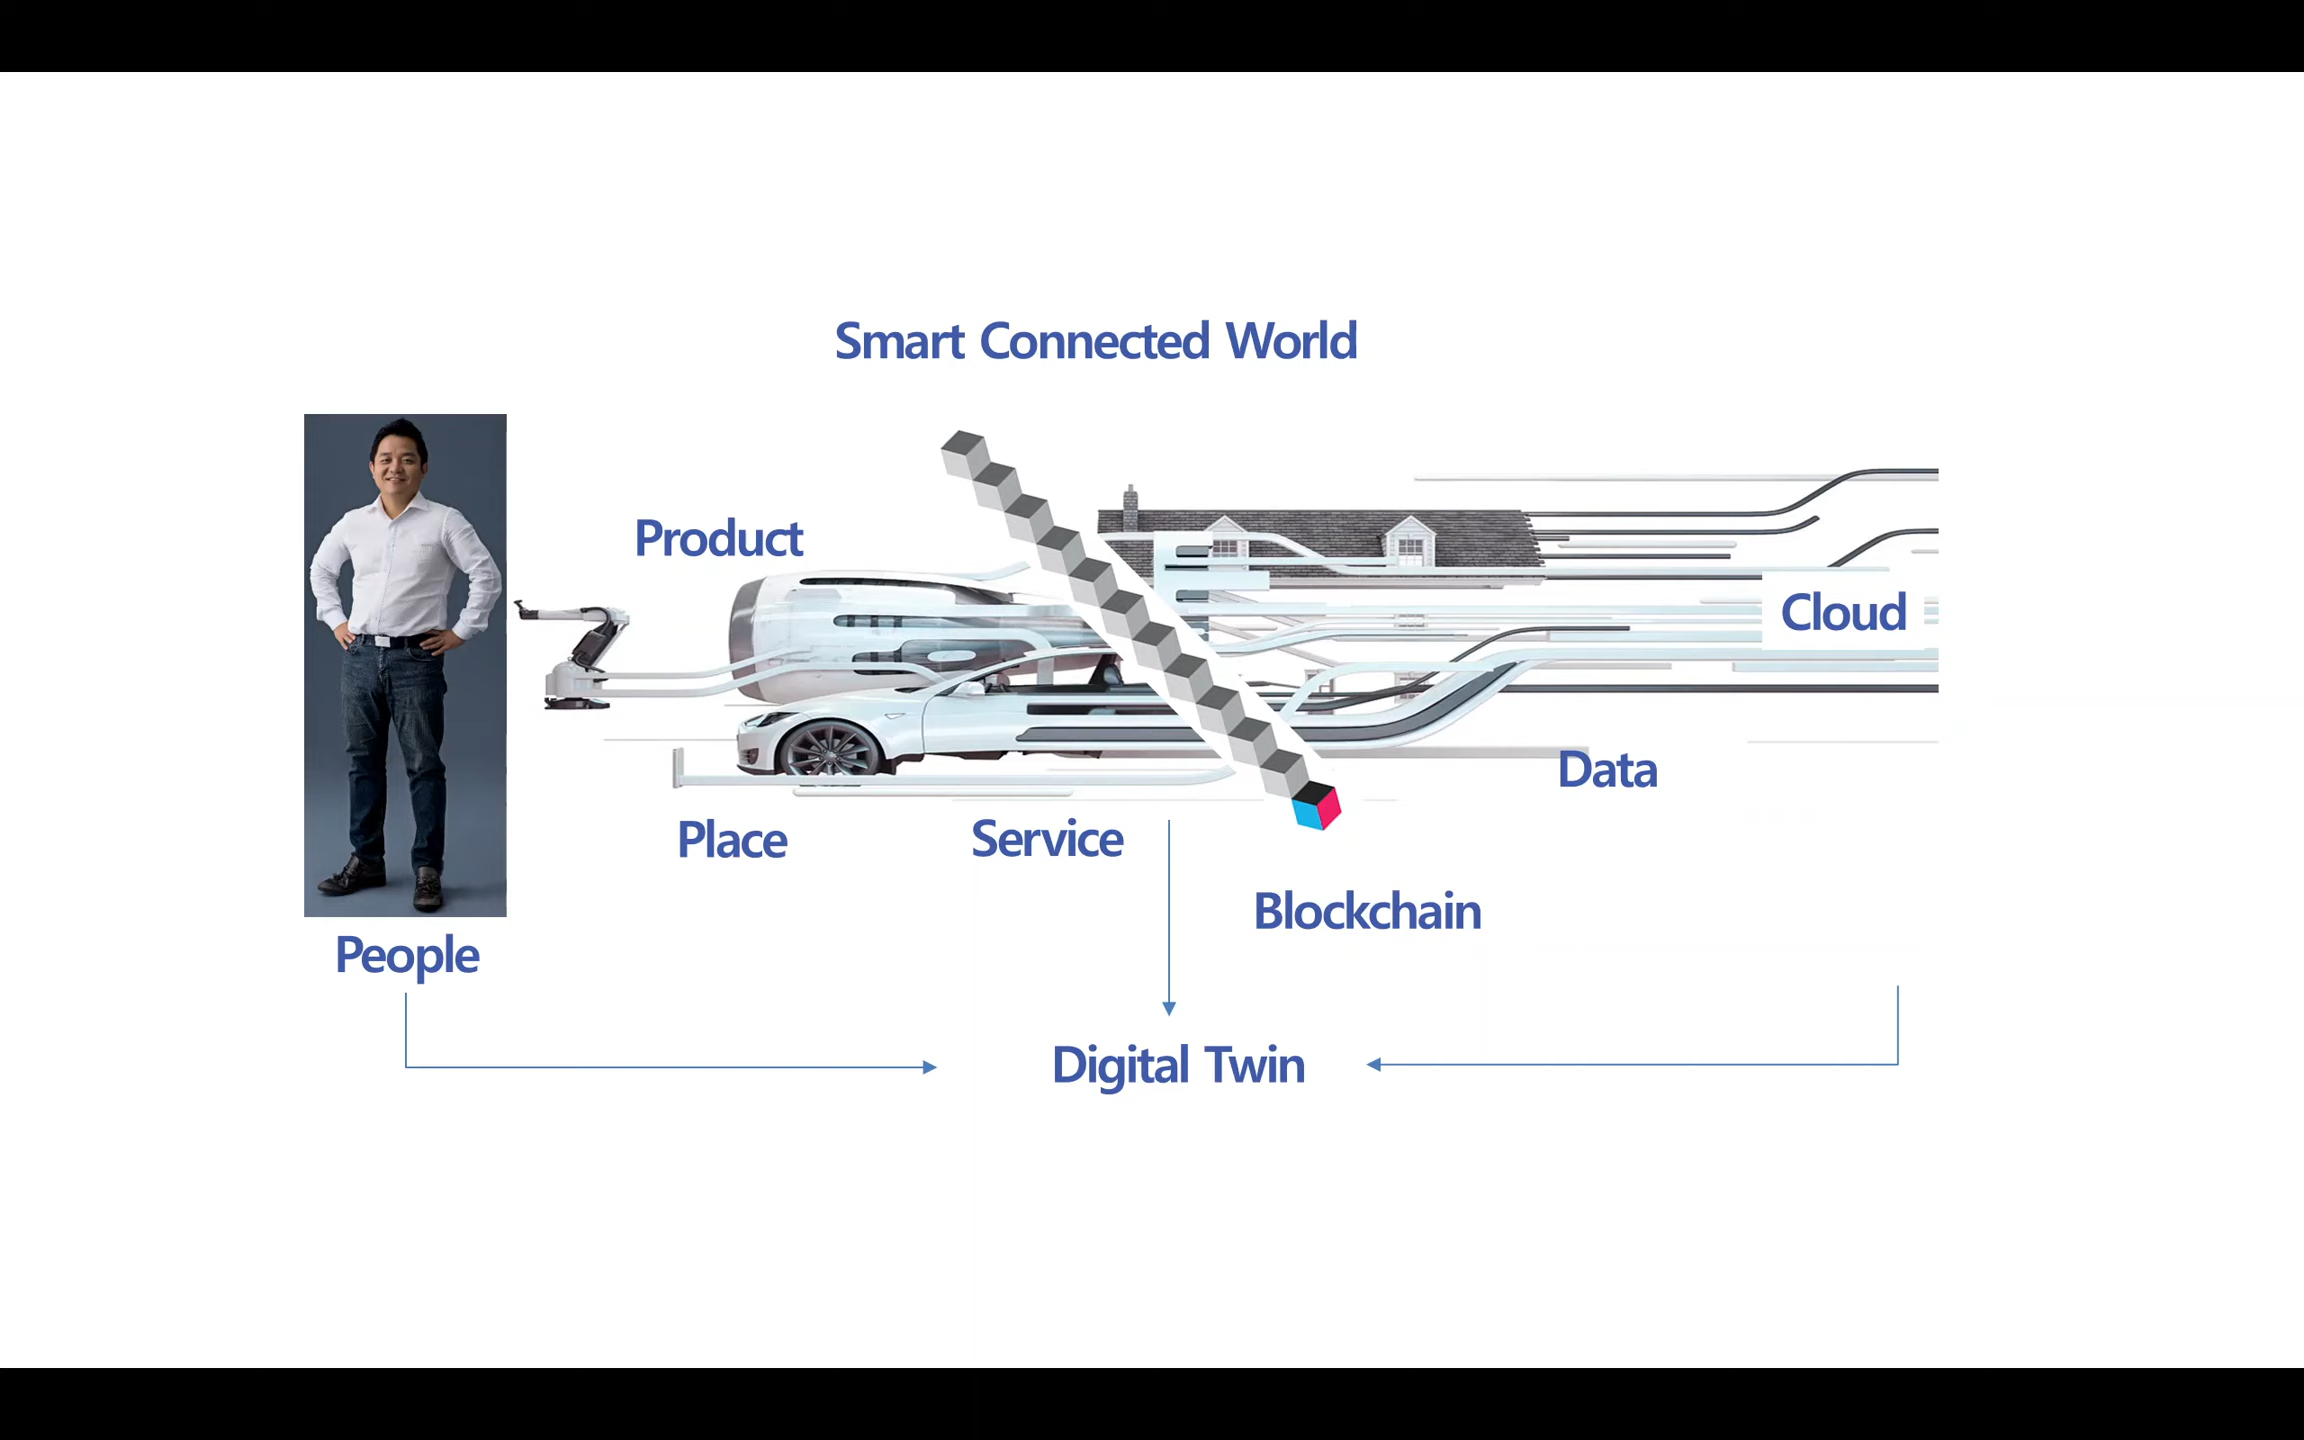 Smart Connected World
Product
Cloud
Data
Place
Service
Blockchain
People
Digital Twin